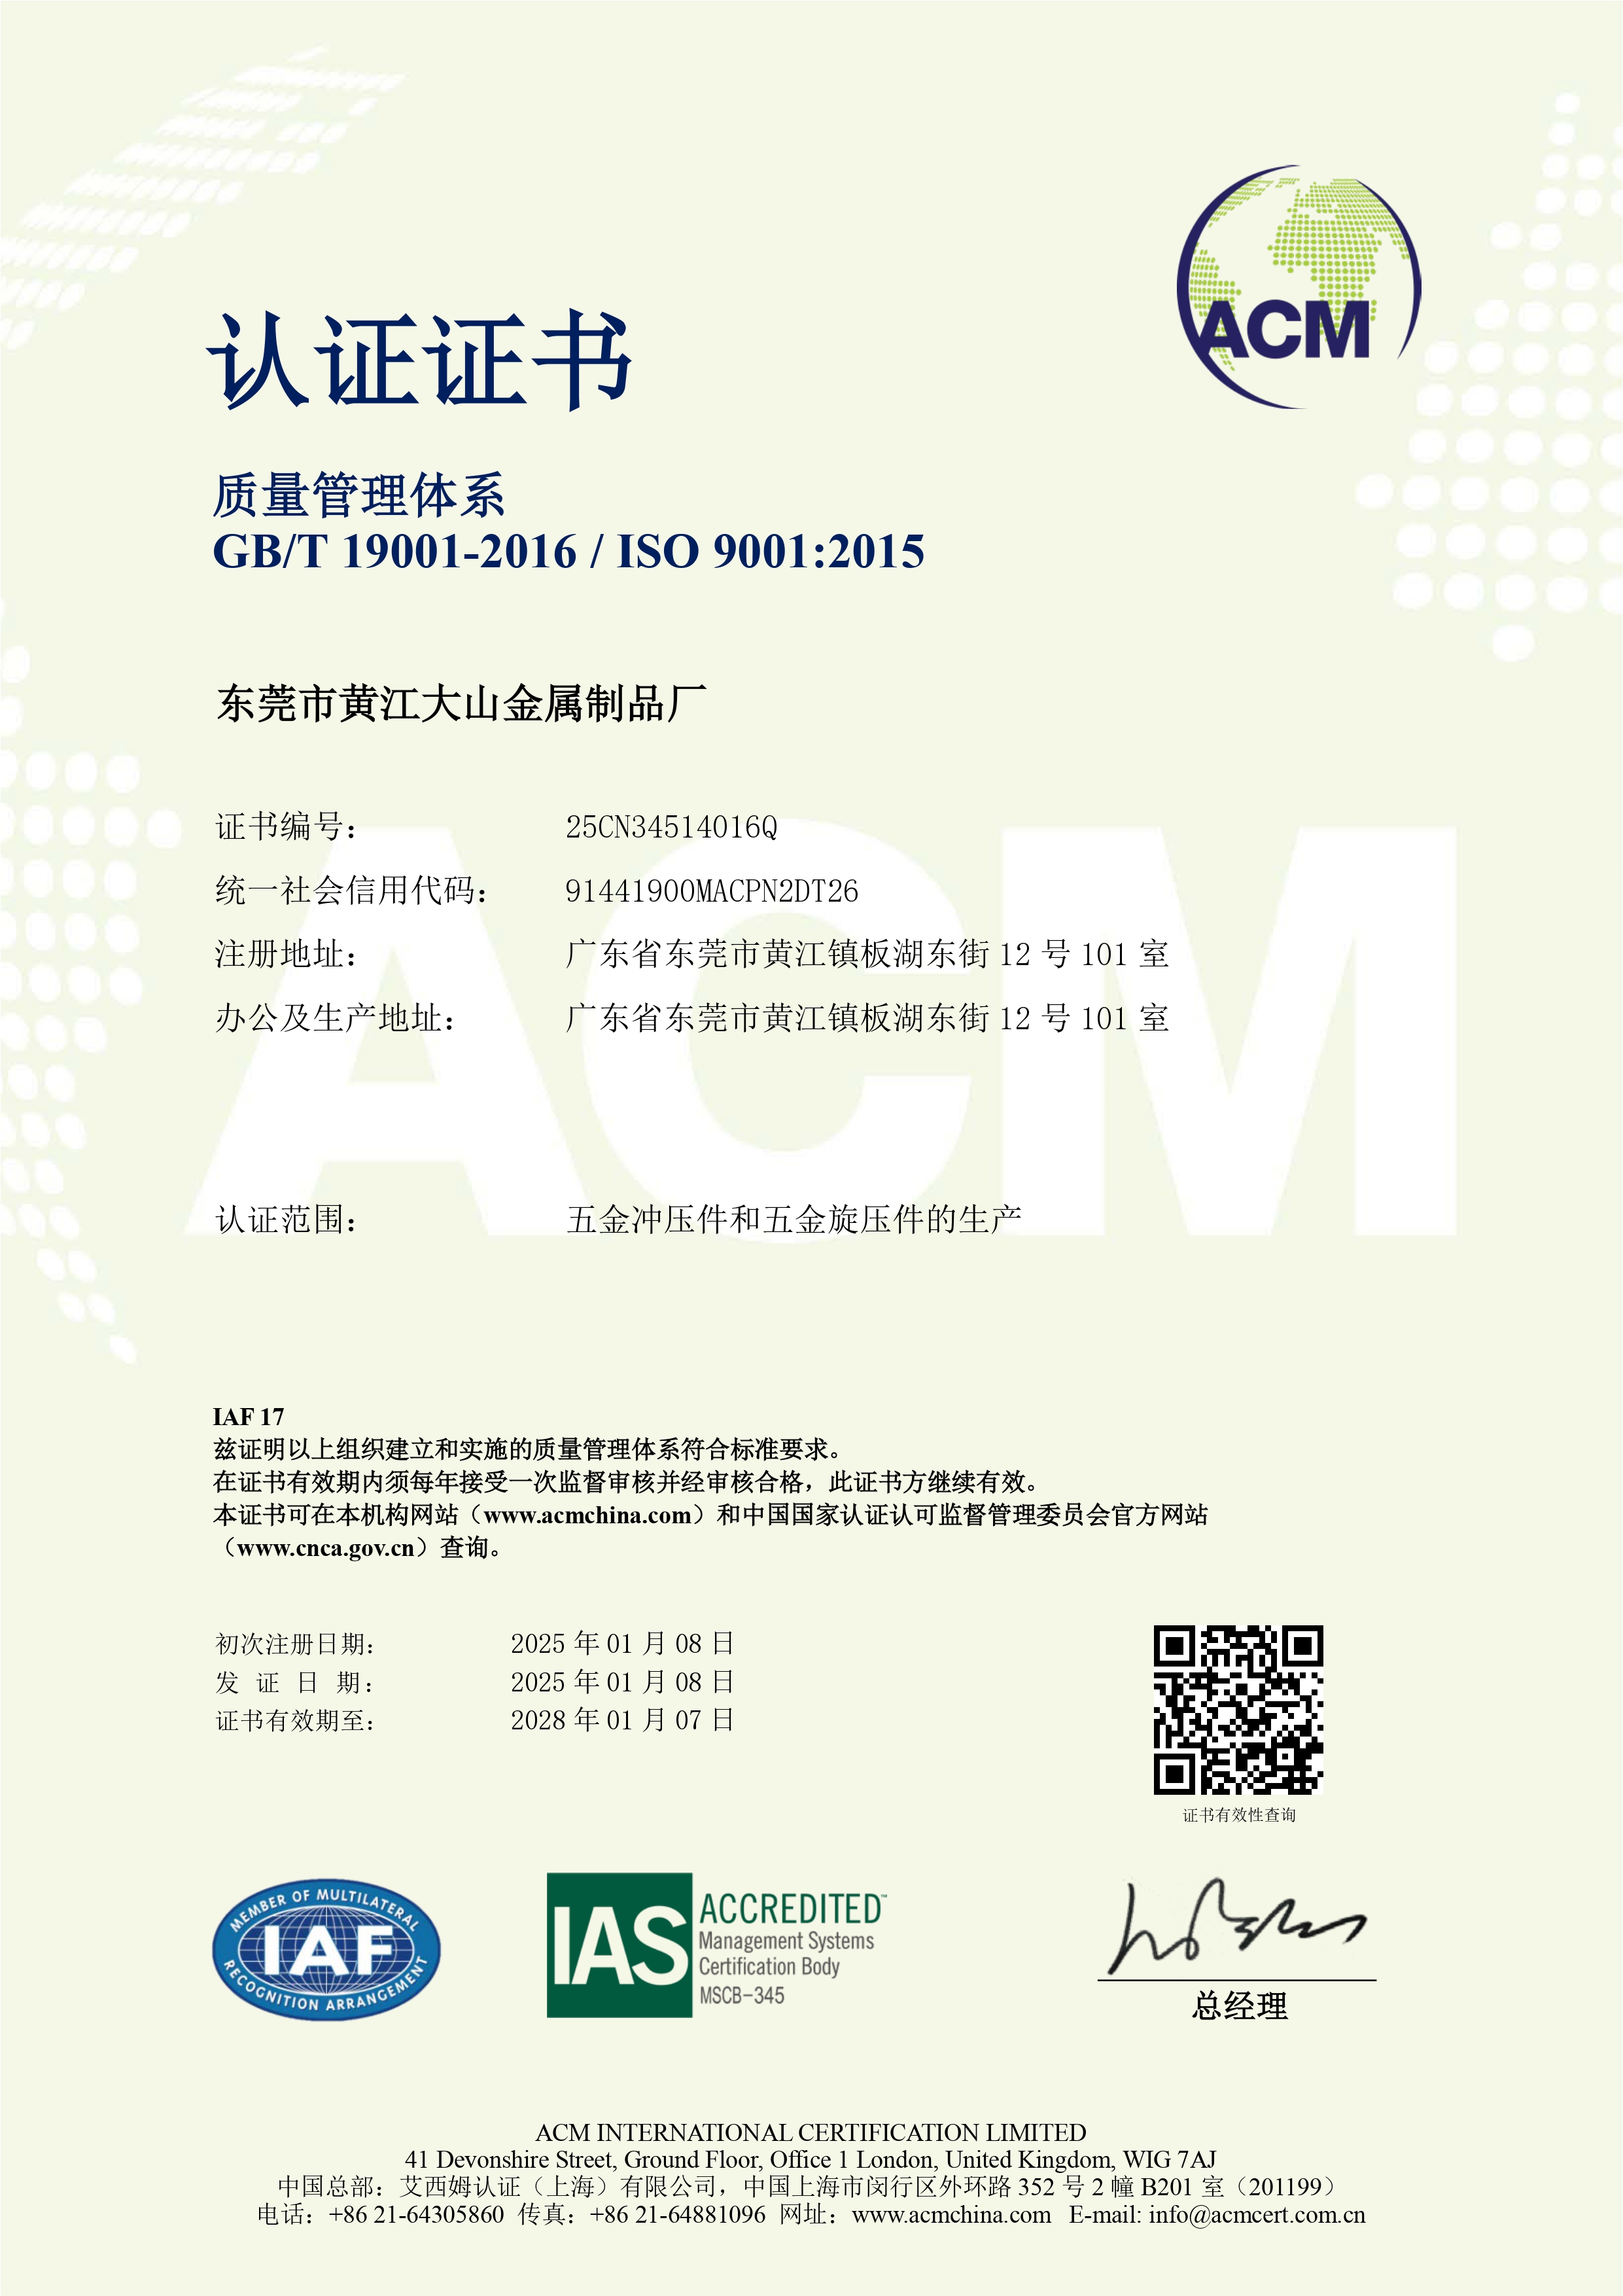 ACM
认证证书
质量管理体系
GB/T 19001-2016 / ISO 9001:2015
东莞市黄江大山金属制品厂
证书编号： 25CN34514016Q
统一社会信用代码： 91441900MACPN2DT26
注册地址： 广东省东莞市黄江镇板湖东街 12 号 101 室
办公及生产地址： 广东省东莞市黄江镇板湖东街 12 号 101 室
ACM
认证范围： 五金冲压件和五金旋压件的生产
IAF 17
兹证明以上组织建立和实施的质量管理体系符合标准要求。
在证书有效期内须每年接受一次监督审核并经审核合格，此证书方继续有效。
本证书可在本机构网站（www.acmchina.com）和中国国家认证认可监督管理委员会官方网站
（www.cnca.gov.cn）查询。
初次注册日期： 2025 年 01 月 08 日
发 证 日 期： 2025 年 01 月 08 日
证书有效期至： 2028 年 01 月 07 日
证书有效性查询
MEMBER OF MULTILATERAL
IAF
RECOGNITION ARRANGEMENT
IAS
ACCREDITED™
Management Systems
Certification Body
MSCB-345
总经理
ACM INTERNATIONAL CERTIFICATION LIMITED
41 Devonshire Street, Ground Floor, Office 1 London, United Kingdom, WIG 7AJ
中国总部：艾西姆认证（上海）有限公司，中国上海市闵行区外环路 352 号 2 幢 B201 室（201199）
电话：+86 21-64305860 传真：+86 21-64881096 网址：www.acmchina.com E-mail: info@acmcert.com.cn